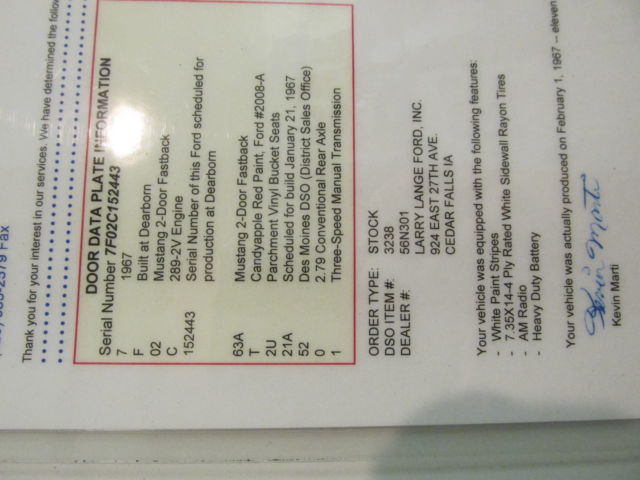 Fax
Thank you for your interest in our services. We have determined the
DOOR DATA PLATE INFORMATION
Serial Number 7F02C152443
7 1967
F Built at Dearborn
02 Mustang 2-Door Fastback
C 289-2V Engine
152443 Serial Number of this Ford scheduled for
production at Dearborn
63A Mustang 2-Door Fastback
T Candyapple Red Paint, Ford #2008-A
2U Parchment Vinyl Bucket Seats
21A Scheduled for build January 21, 1967
52 Des Moines DSO (District Sales Office)
0 2.79 Conventional Rear Axle
1 Three-Speed Manual Transmission
ORDER TYPE: STOCK
DSO ITEM #: 3238
DEALER #: 56N301
LARRY LANGE FORD, INC.
924 EAST 27TH AVE.
CEDAR FALLS IA
Your vehicle was equipped with the following features:
- White Paint Stripes
- 7.35X14-4 Ply Rated White Sidewall Rayon Tires
- AM Radio
- Heavy Duty Battery
Your vehicle was actually produced on February 1, 1967 -- eleven
Kevin Marti
Kevin Marti